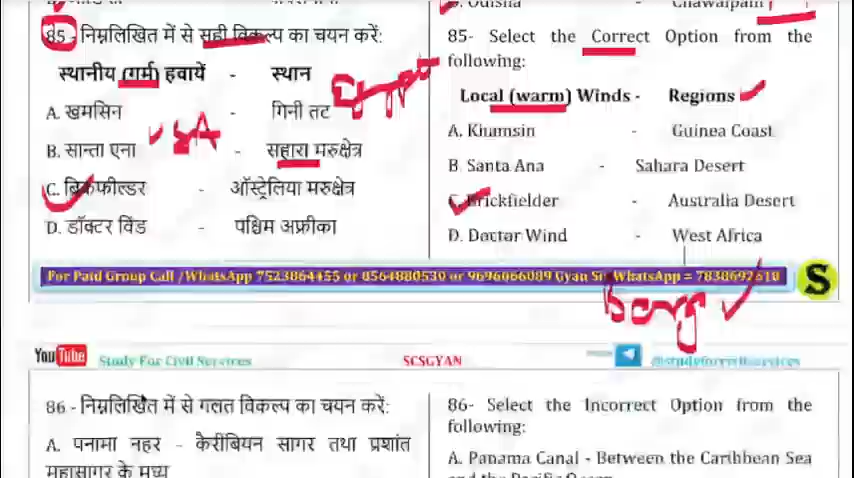 85 - निम्नलिखित में से सही विकल्प का चयन करें:
स्थानीय (गर्म) हवायें - स्थान
Egypt
A. खमसिन - गिनी तट
USA
B. सान्ता एना - सहारा मरुक्षेत्र
C. ब्रिकफील्डर - ऑस्ट्रेलिया मरुक्षेत्र
D. डॉक्टर विंड - पश्चिम अफ्रीका
85- Select the Correct Option from the
following:
Local (warm) Winds - Regions
A. Khamsin - Guinea Coast
B Santa Ana - Sahara Desert
C. Brickfielder - Australia Desert
D. Doctor Wind - West Africa
For Paid Group Call /WhatsApp 7523864455 or 8564880530 or 9696066089 Gyan Sir WhatsApp = 7838692618
S
Berg
YouTube Study For Civil Services SCSGYAN @studyforcivilservices
86 - निम्नलिखित में से गलत विकल्प का चयन करें:
A. पनामा नहर - कैरीबियन सागर तथा प्रशांत
महासागर के मध्य
86- Select the Incorrect Option from the
following:
A. Panama Canal - Between the Caribbean Sea
and the Pacific Ocean